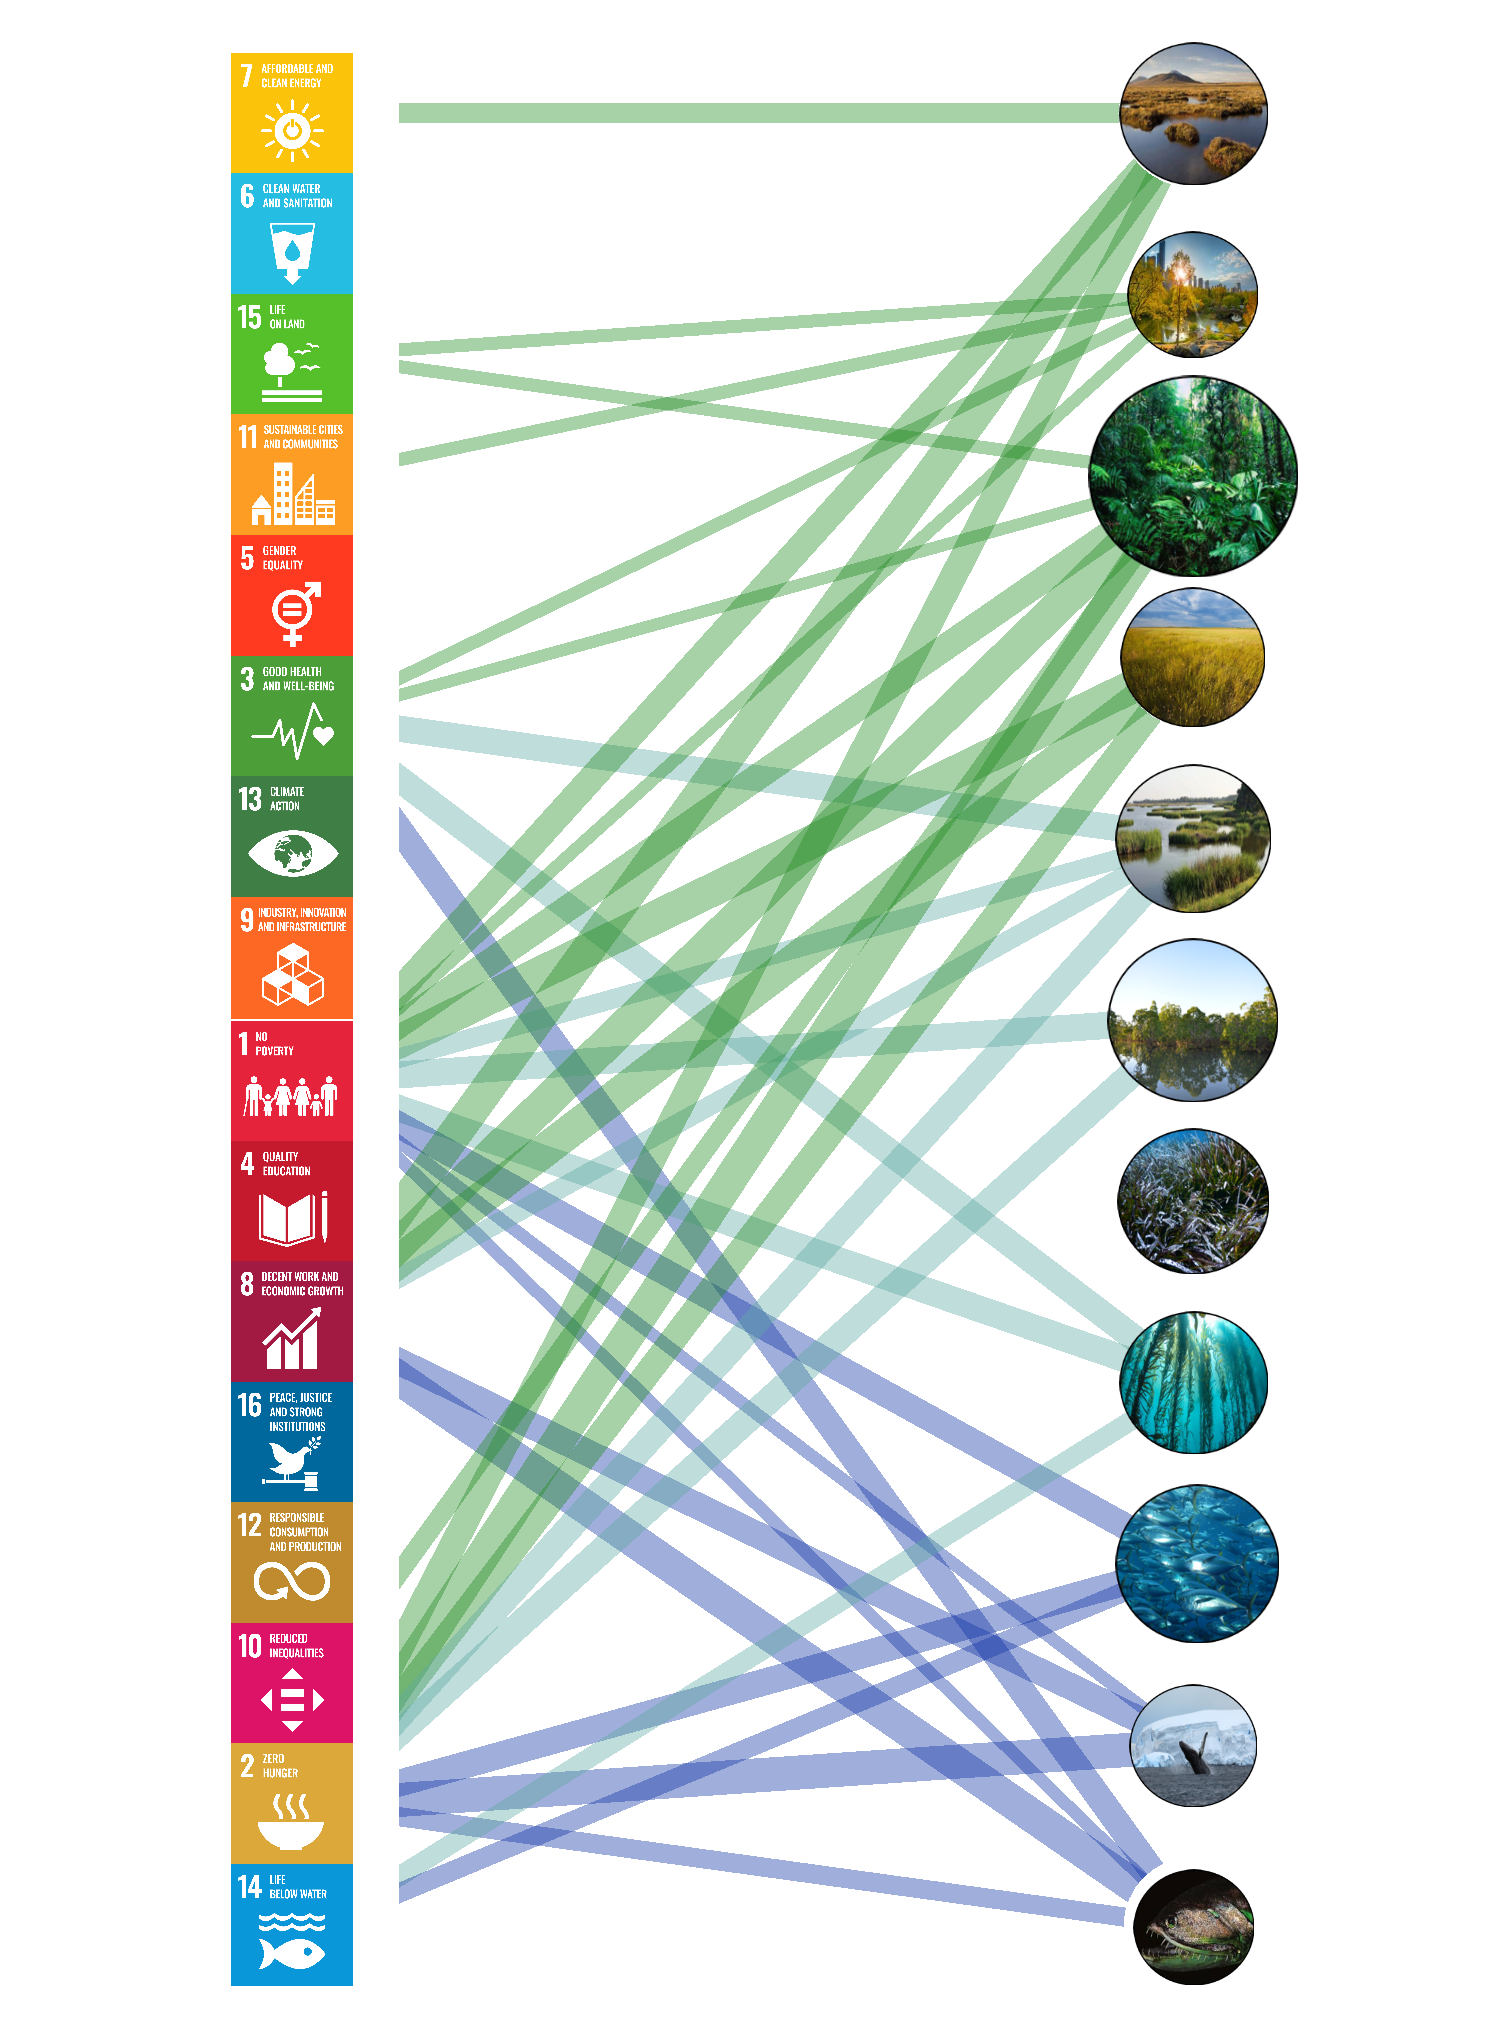 7 AFFORDABLE AND
CLEAN ENERGY
6 CLEAN WATER
AND SANITATION
15 LIFE
ON LAND
11 SUSTAINABLE CITIES
AND COMMUNITIES
5 GENDER
EQUALITY
3 GOOD HEALTH
AND WELL-BEING
13 CLIMATE
ACTION
9 INDUSTRY, INNOVATION
AND INFRASTRUCTURE
1 NO
POVERTY
4 QUALITY
EDUCATION
8 DECENT WORK AND
ECONOMIC GROWTH
16 PEACE, JUSTICE
AND STRONG
INSTITUTIONS
12 RESPONSIBLE
CONSUMPTION
AND PRODUCTION
10 REDUCED
INEQUALITIES
2 ZERO
HUNGER
14 LIFE
BELOW WATER